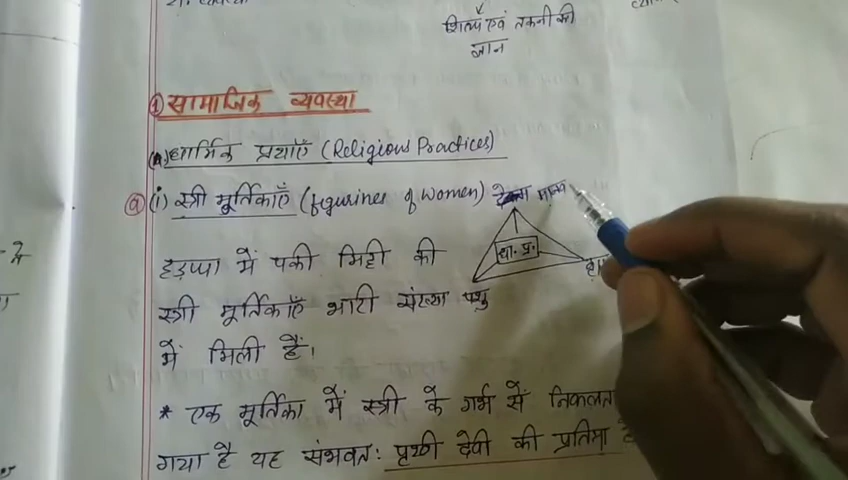 शिल्प एवं तकनीकी
ज्ञान
① सामाजिक व्यवस्था
(A) धार्मिक प्रथाएँ (Religious Practices)
ⓐ (i) स्त्री मूर्तिकाएँ (figurines of women)
धा. प्र.
हड़प्पा में पकी मिट्टी की
स्त्री मूर्तिकाएँ भारी संख्या पशु
में मिली हैं।
* एक मूर्तिका में स्त्री के गर्भ से निकलता
गया है यह संभवतः पृथ्वी देवी की प्रतिमा है